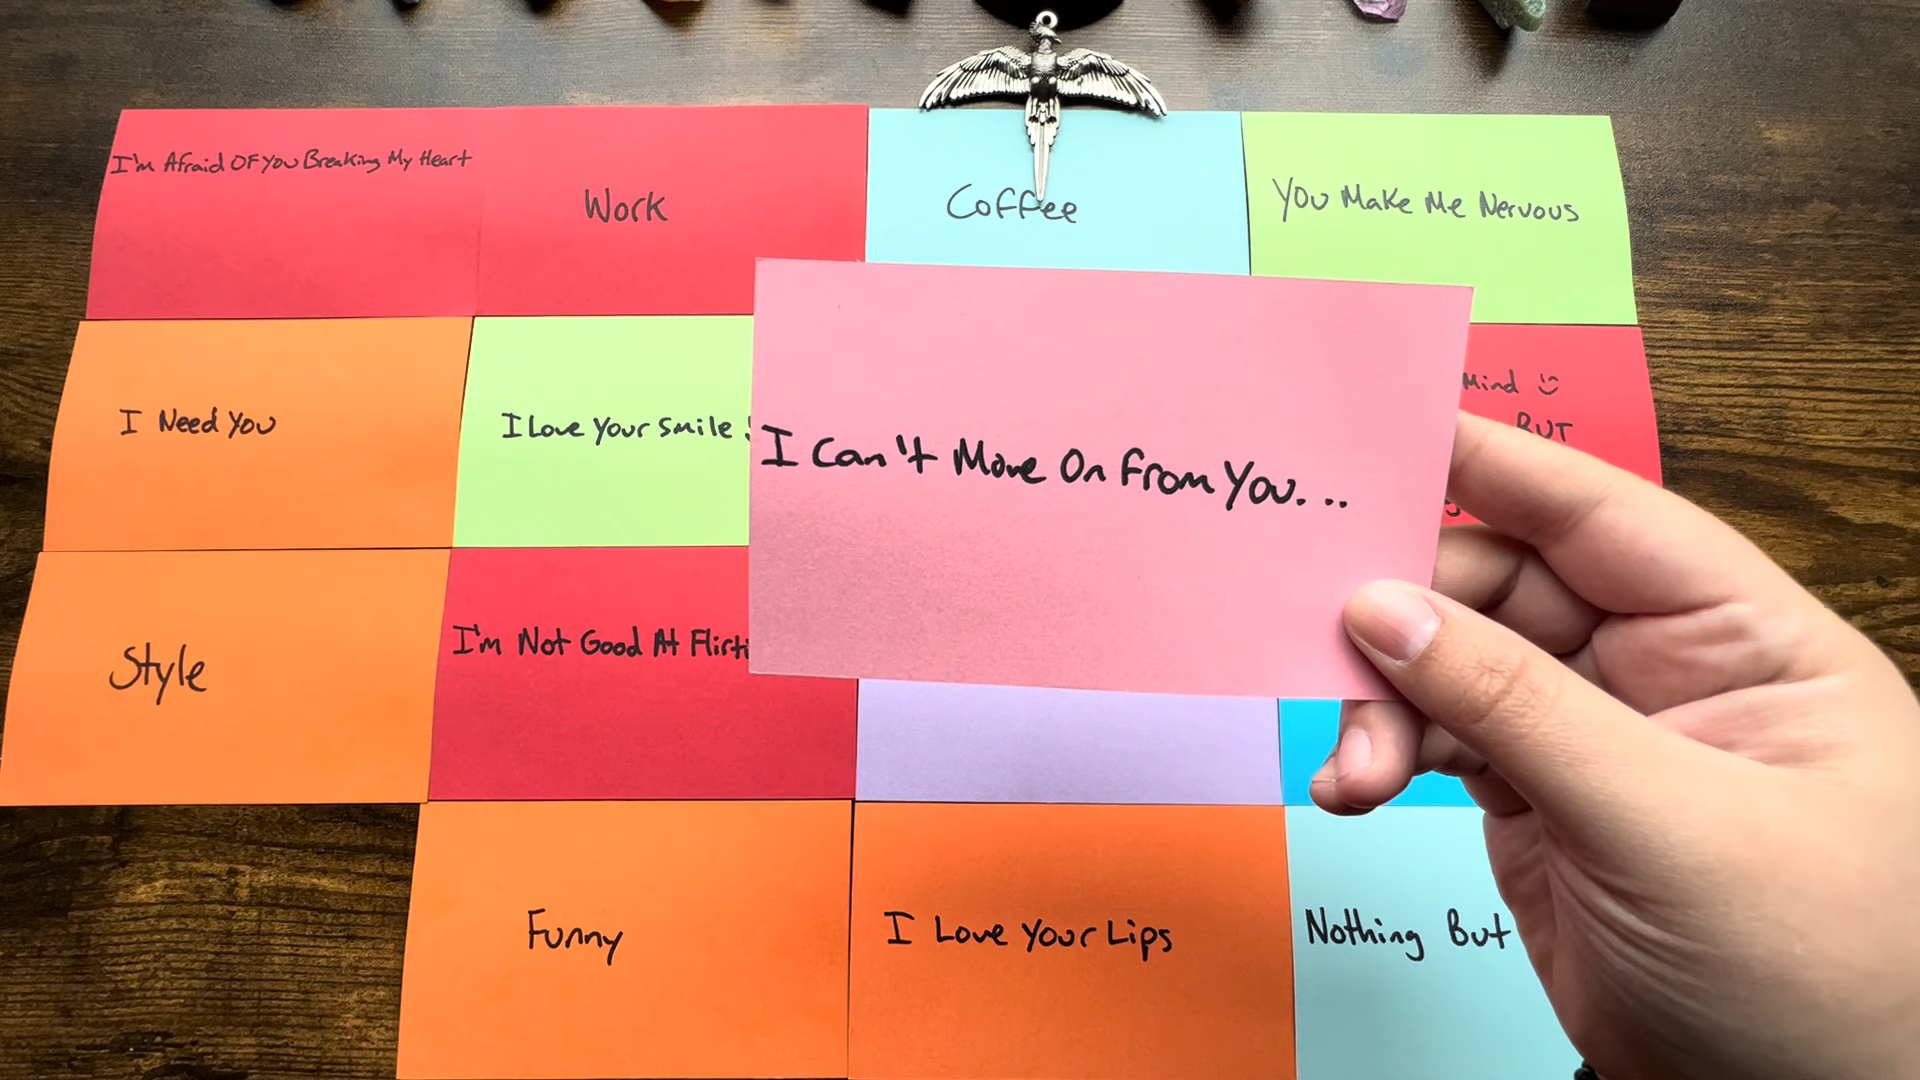 I'm Afraid Of You Breaking My Heart
Work
Coffee
You Make Me Nervous
I Need You
I Love Your Smile
Mind
BUT
I Can't Move On From You...
Style
I'm Not Good At
Funny
I Love Your Lips
Nothing But